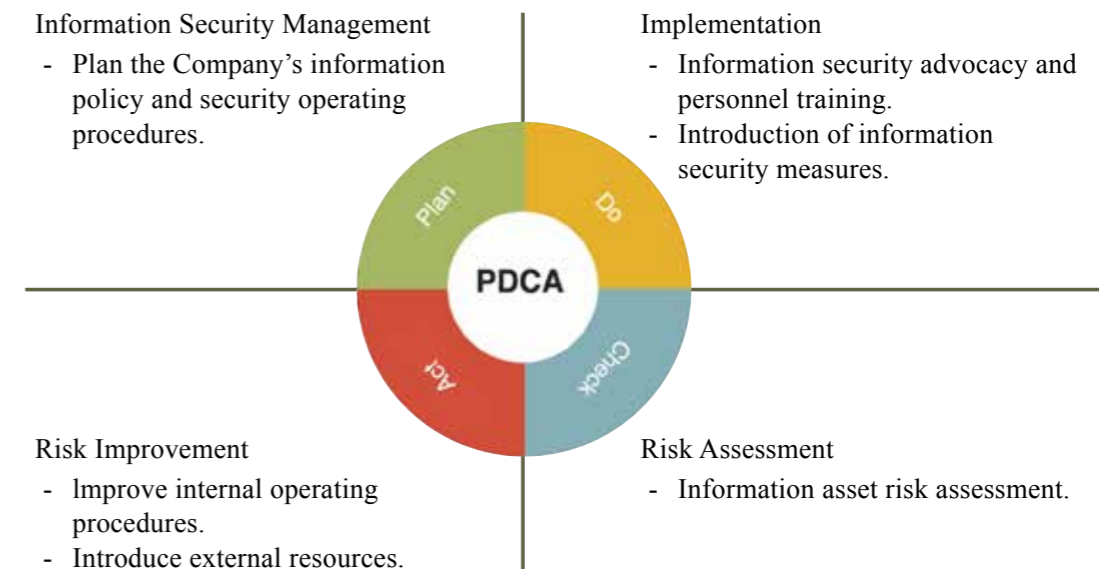 Information Security Management
- Plan the Company’s information
policy and security operating
procedures.
Implementation
- Information security advocacy and
personnel training.
- Introduction of information
security measures.
Plan
Do
PDCA
Act
Check
Risk Improvement
- lmprove internal operating
procedures.
- Introduce external resources.
Risk Assessment
- Information asset risk assessment.